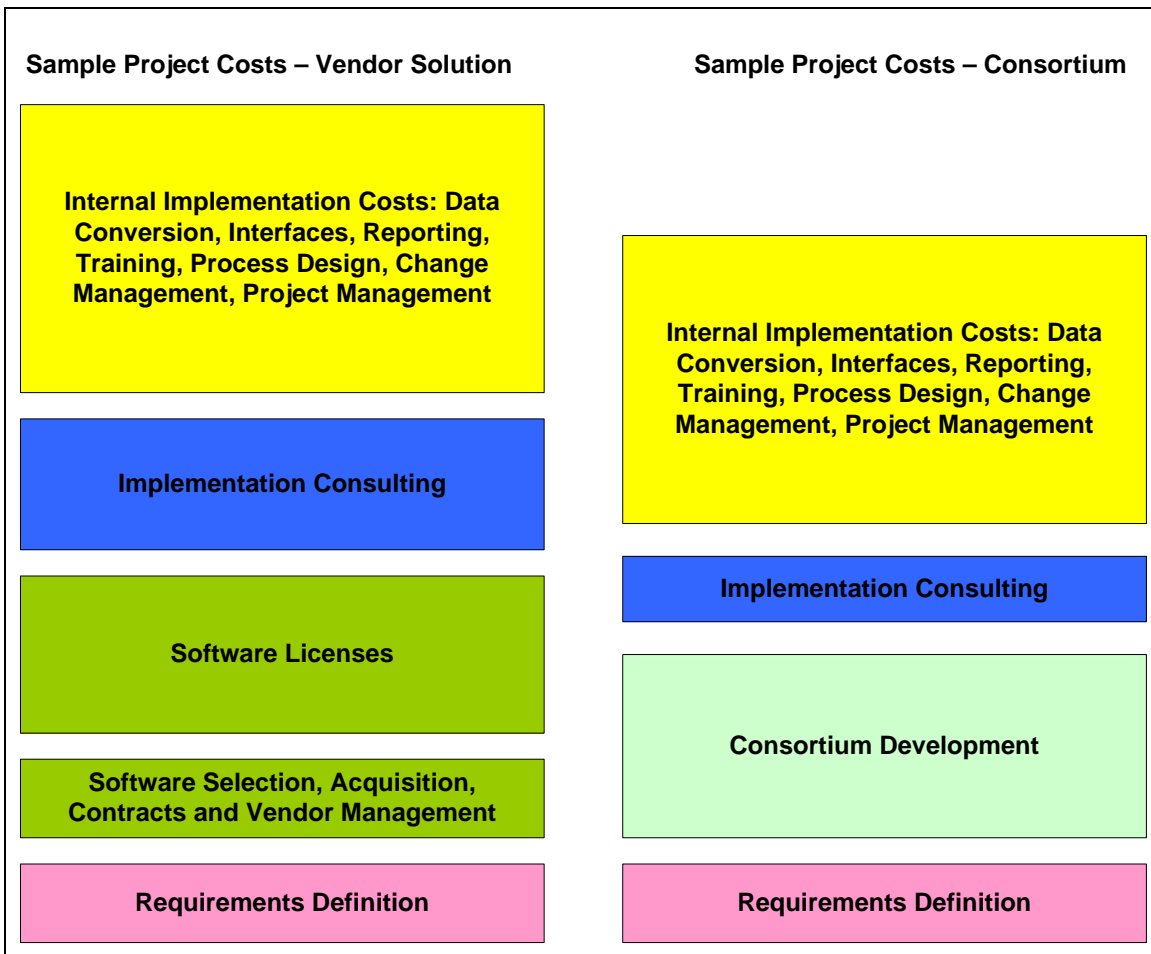 Sample Project Costs – Vendor Solution
Internal Implementation Costs: Data
Conversion, Interfaces, Reporting,
Training, Process Design, Change
Management, Project Management
Implementation Consulting
Software Licenses
Software Selection, Acquisition,
Contracts and Vendor Management
Requirements Definition
Sample Project Costs – Consortium
Internal Implementation Costs: Data
Conversion, Interfaces, Reporting,
Training, Process Design, Change
Management, Project Management
Implementation Consulting
Consortium Development
Requirements Definition